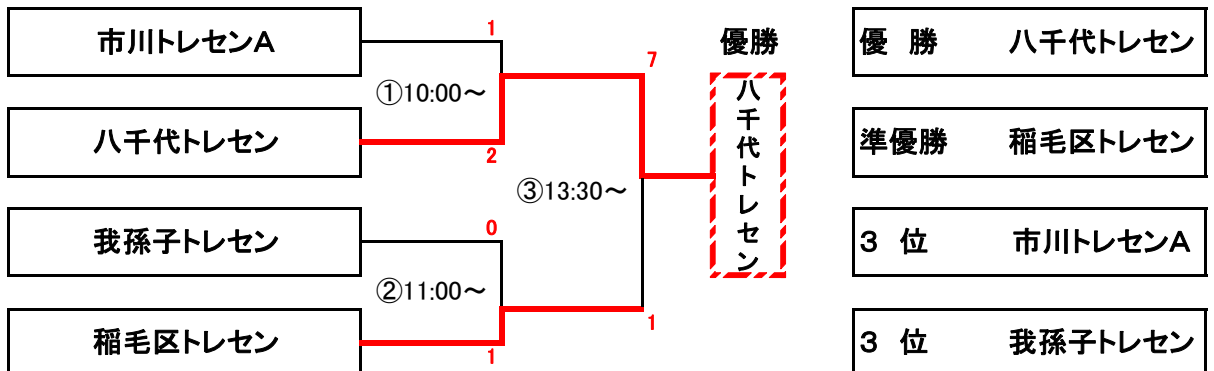 市川トレセンA
1
①10:00～
八千代トレセン
2
7
優勝
八千代トレセン
③13:30～
我孫子トレセン
0
②11:00～
稲毛区トレセン
1
1
優 勝 八千代トレセン
準優勝 稲毛区トレセン
３ 位 市川トレセンA
３ 位 我孫子トレセン